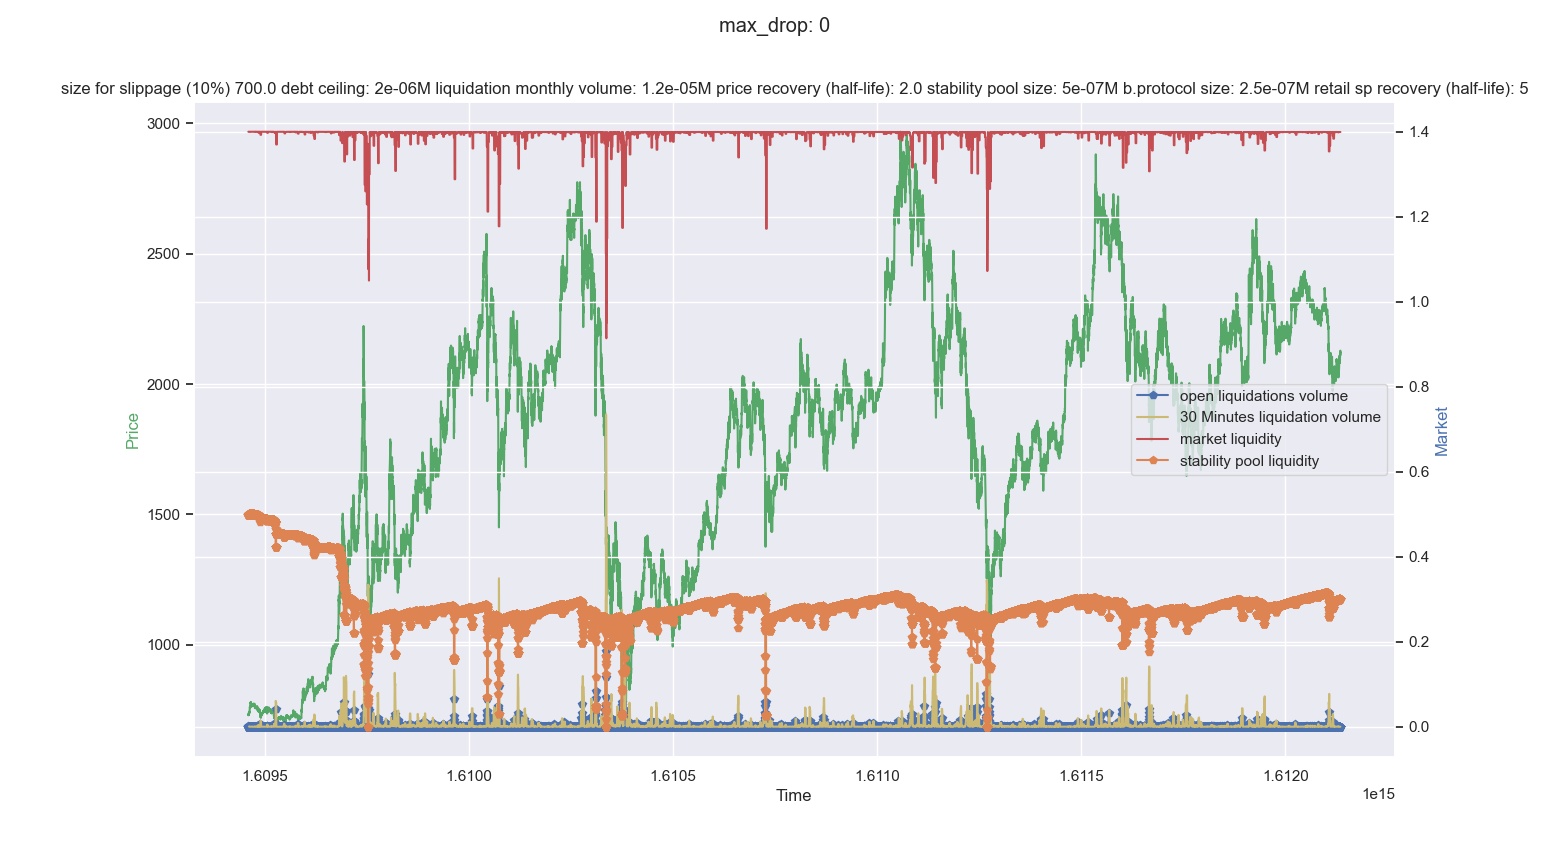 max_drop: 0
size for slippage (10%) 700.0 debt ceiling: 2e-06M liquidation monthly volume: 1.2e-05M price recovery (half-life): 2.0 stability pool size: 5e-07M b.protocol size: 2.5e-07M retail sp recovery (half-life): 5
3000
2500
2000
1500
1000
Price
1.4
1.2
1.0
0.8
0.6
0.4
0.2
0.0
Market
open liquidations volume
30 Minutes liquidation volume
market liquidity
stability pool liquidity
1.6095
1.6100
1.6105
1.6110
1.6115
1.6120
Time
1e15